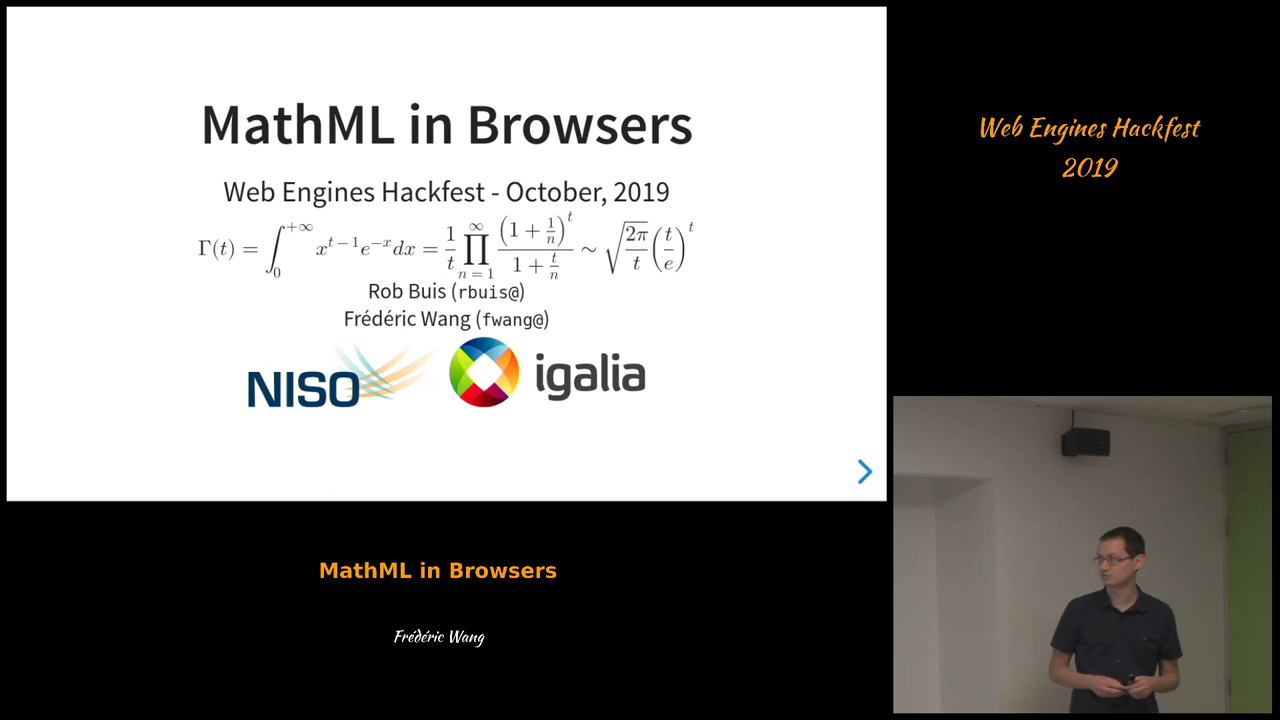 MathML in Browsers
Web Engines Hackfest - October, 2019
Γ(t) = ∫₀^{+∞} x^{t−1} e^{−x} dx = 1/t ∏_{n=1}^{∞} (1 + 1/n)^t / (1 + t/n) ∼ √(2π/t) (t/e)^t
Rob Buis (rbuis@)
Frédéric Wang (fwang@)
NISO igalia
Web Engines Hackfest
2019
MathML in Browsers
Frédéric Wang